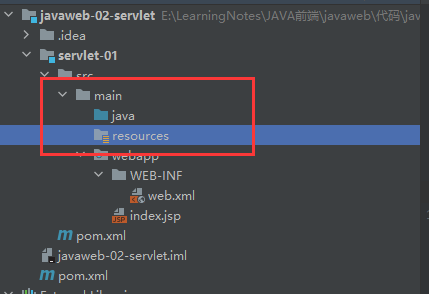 javaweb-02-servlet E:\LearningNotes\JAVA前端\javaweb\代码\jav
.idea
servlet-01
src
main
java
resources
webapp
WEB-INF
web.xml
index.jsp
pom.xml
javaweb-02-servlet.iml
pom.xml